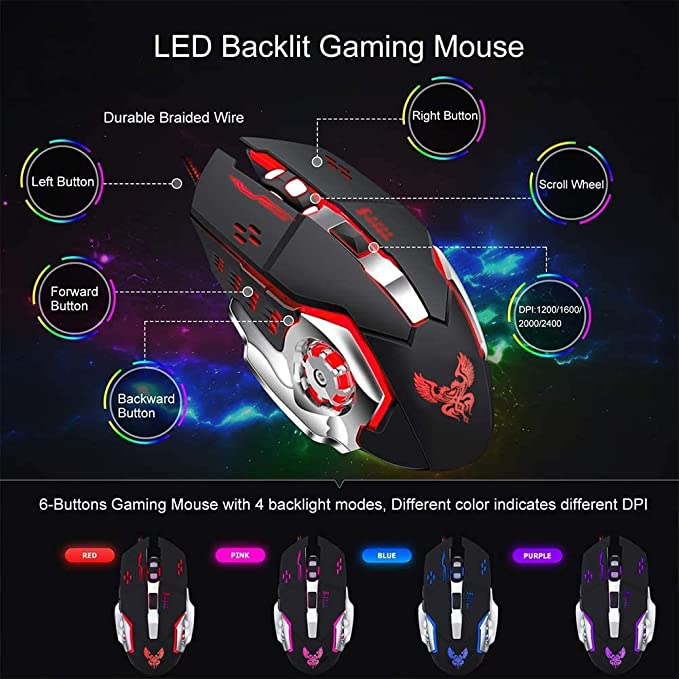 LED Backlit Gaming Mouse
Durable Braided Wire
Right Button
Left Button
Scroll Wheel
Forward
Button
DPI:1200/1600/
2000/2400
Backward
Button
6-Buttons Gaming Mouse with 4 backlight modes, Different color indicates different DPI
RED
PINK
BLUE
PURPLE